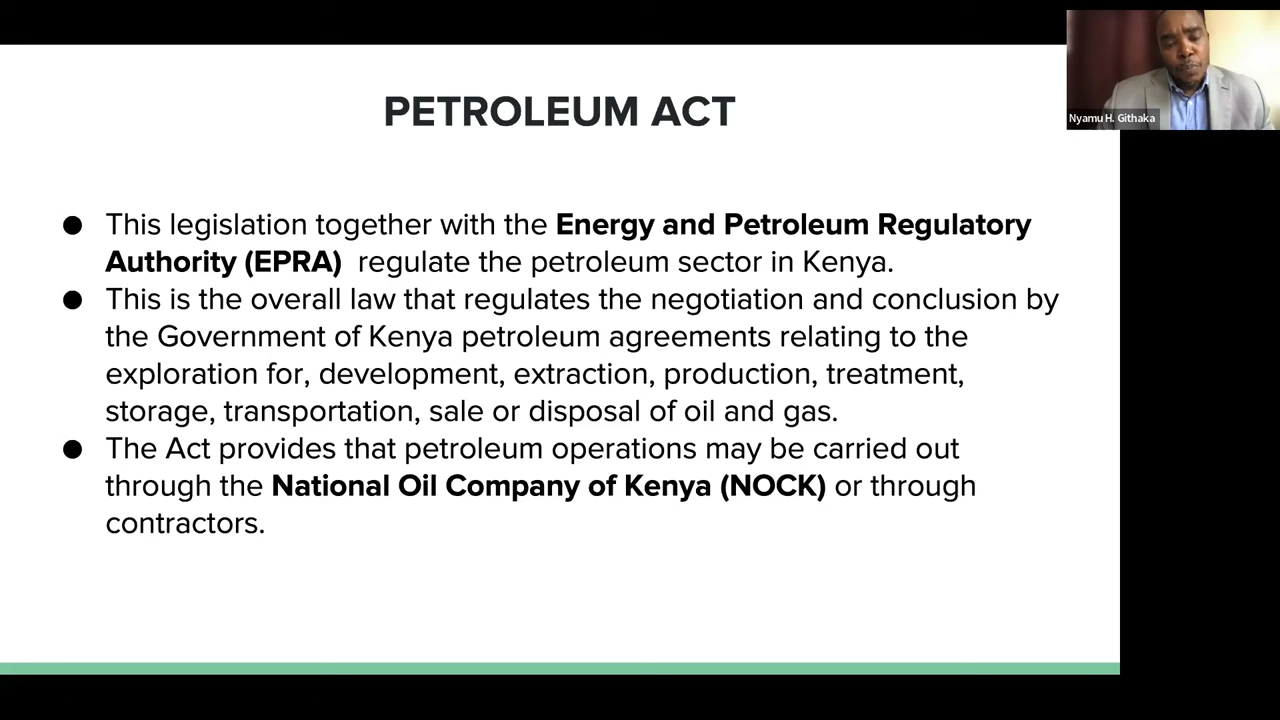 PETROLEUM ACT
Nyamu H. Githaka
● This legislation together with the Energy and Petroleum Regulatory
Authority (EPRA) regulate the petroleum sector in Kenya.
● This is the overall law that regulates the negotiation and conclusion by
the Government of Kenya petroleum agreements relating to the
exploration for, development, extraction, production, treatment,
storage, transportation, sale or disposal of oil and gas.
● The Act provides that petroleum operations may be carried out
through the National Oil Company of Kenya (NOCK) or through
contractors.